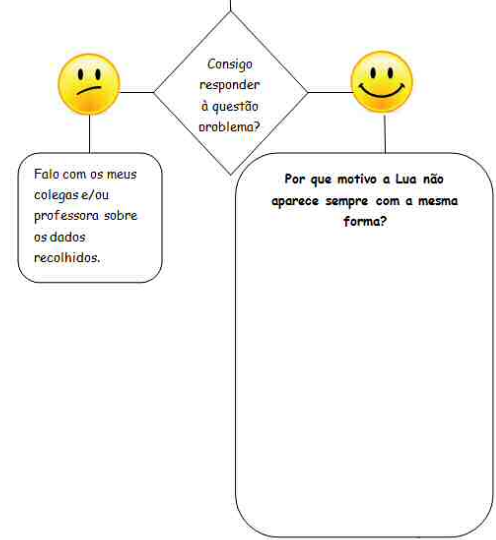 Consigo
responder
à questão
problema?
Falo com os meus
colegas e/ou
professora sobre
os dados
recolhidos.
Por que motivo a Lua não
aparece sempre com a mesma
forma?